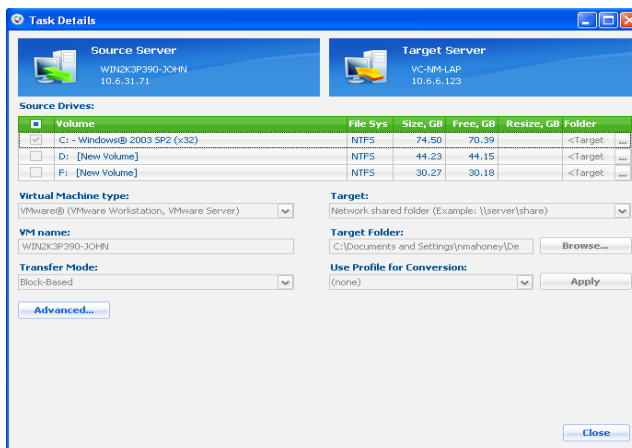 Task Details
Source Server
WIN2K3P390-JOHN
10.6.31.71
Target Server
VC-NM-LAP
10.6.6.123
Source Drives:
Volume File Sys Size, GB Free, GB Resize, GB Folder
C: - Windows® 2003 SP2 (x32) NTFS 74.50 70.39 <Target ...
D: [New Volume] NTFS 44.23 44.15 <Target ...
F: [New Volume] NTFS 30.27 30.18 <Target ...
Virtual Machine type:
VMware® (VMware Workstation, VMware Server)
Target:
Network shared folder (Example: \\server\share)
VM name:
WIN2K3P390-JOHN
Target Folder:
C:\Documents and Settings\nmahoney\De
Browse...
Transfer Mode:
Block-Based
Use Profile for Conversion:
(none)
Apply
Advanced...
Close